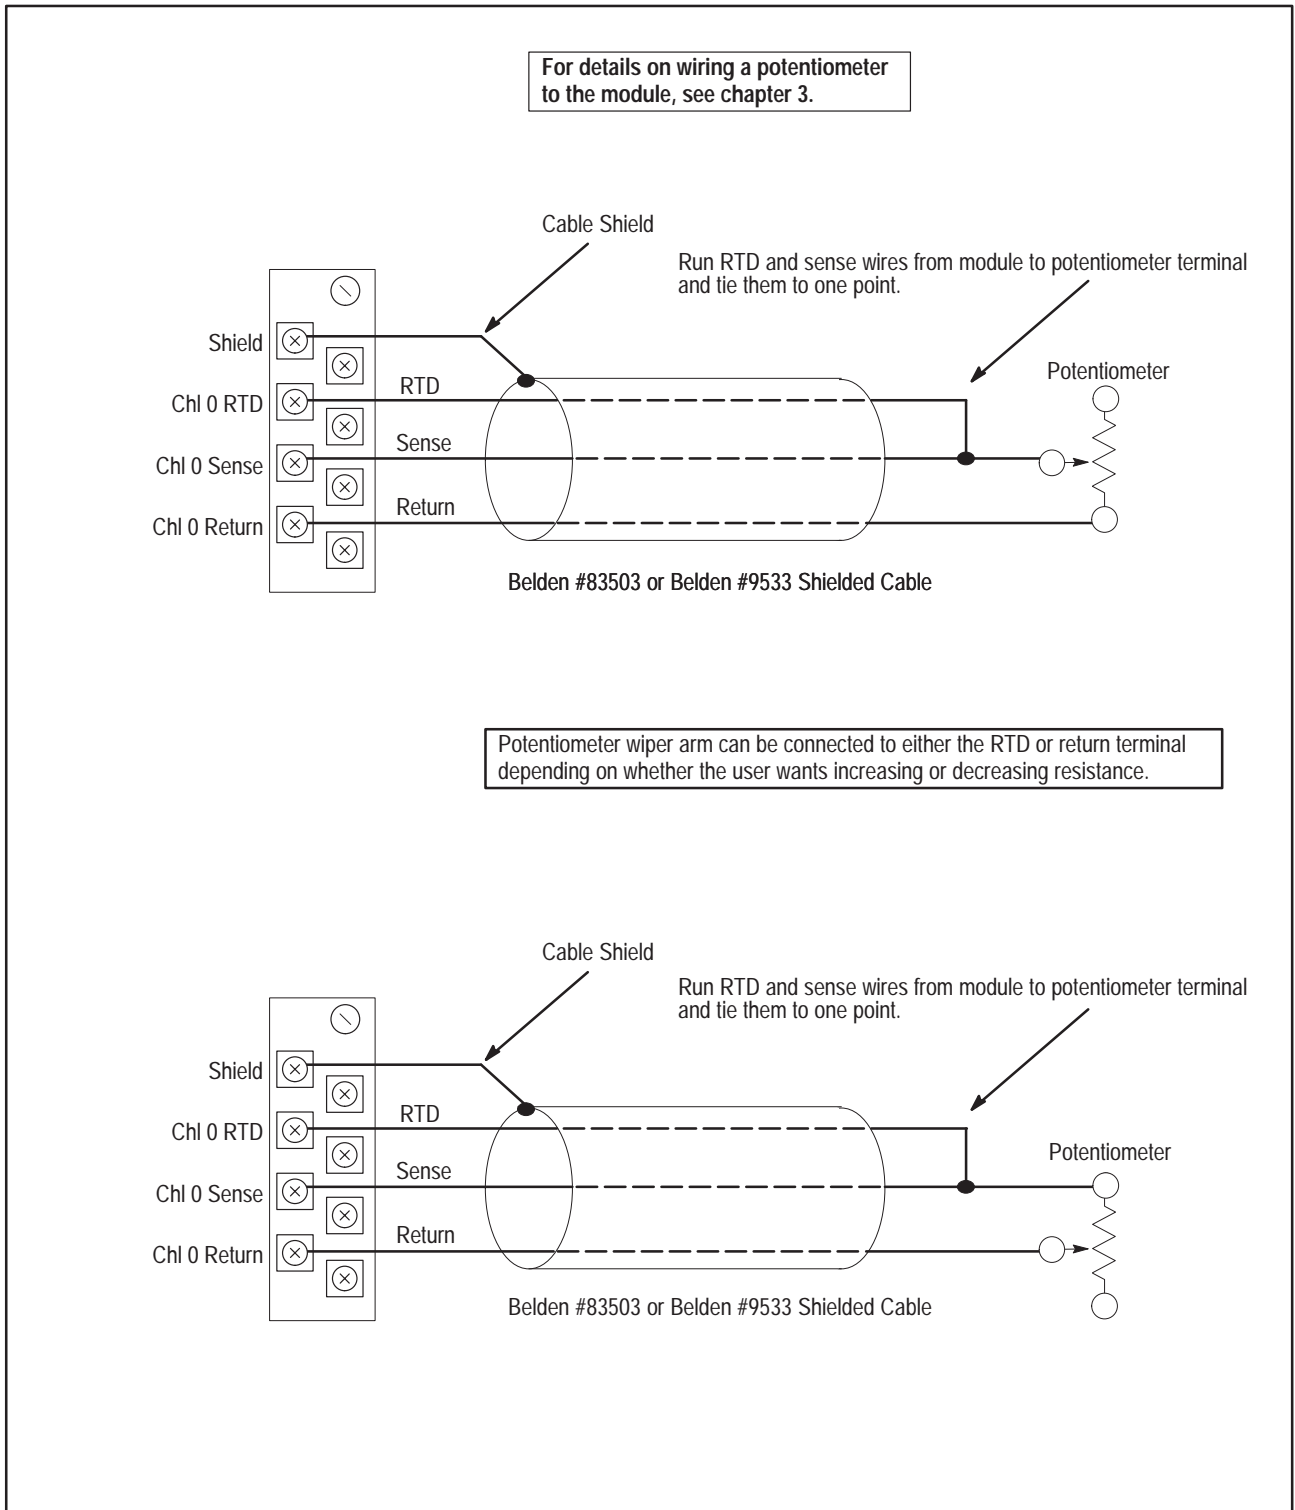 For details on wiring a potentiometer
to the module, see chapter 3.
Cable Shield
Run RTD and sense wires from module to potentiometer terminal
and tie them to one point.
Shield
Potentiometer
RTD
Chl 0 RTD
Sense
Chl 0 Sense
Return
Chl 0 Return
Belden #83503 or Belden #9533 Shielded Cable
Potentiometer wiper arm can be connected to either the RTD or return terminal
depending on whether the user wants increasing or decreasing resistance.
Cable Shield
Run RTD and sense wires from module to potentiometer terminal
and tie them to one point.
Shield
RTD
Chl 0 RTD
Potentiometer
Sense
Chl 0 Sense
Return
Chl 0 Return
Belden #83503 or Belden #9533 Shielded Cable